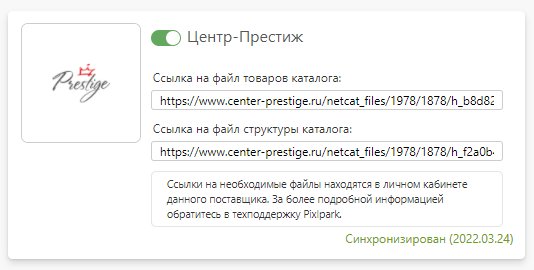 Prestige
Центр-Престиж
Ссылка на файл товаров каталога:
https://www.center-prestige.ru/netcat_files/1978/1878/h_b8d82
Ссылка на файл структуры каталога:
https://www.center-prestige.ru/netcat_files/1978/1878/h_f2a0b
Ссылки на необходимые файлы находятся в личном кабинете
данного поставщика. За более подробной информацией
обратитесь в техподдержку Pixlpark.
Синхронизирован (2022.03.24)